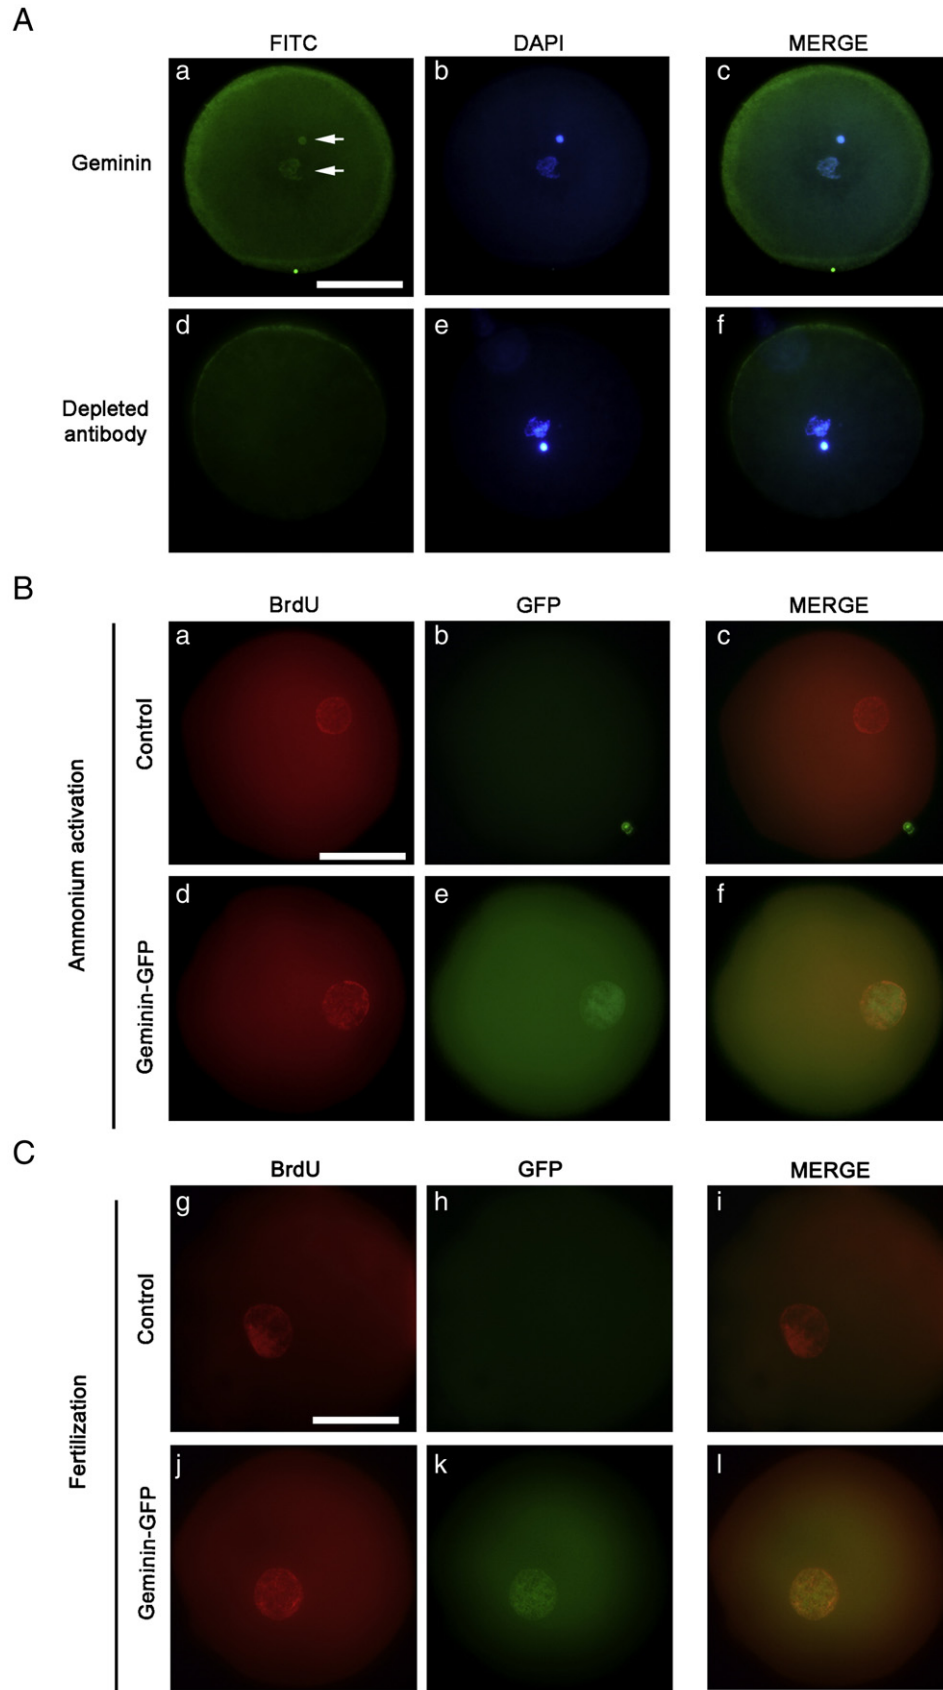 A
FITC DAPI MERGE
Geminin
a b c
Depleted
antibody
d e f
B
BrdU GFP MERGE
Ammonium activation
Control
a b c
Geminin-GFP
d e f
C
BrdU GFP MERGE
Fertilization
Control
g h i
Geminin-GFP
j k l